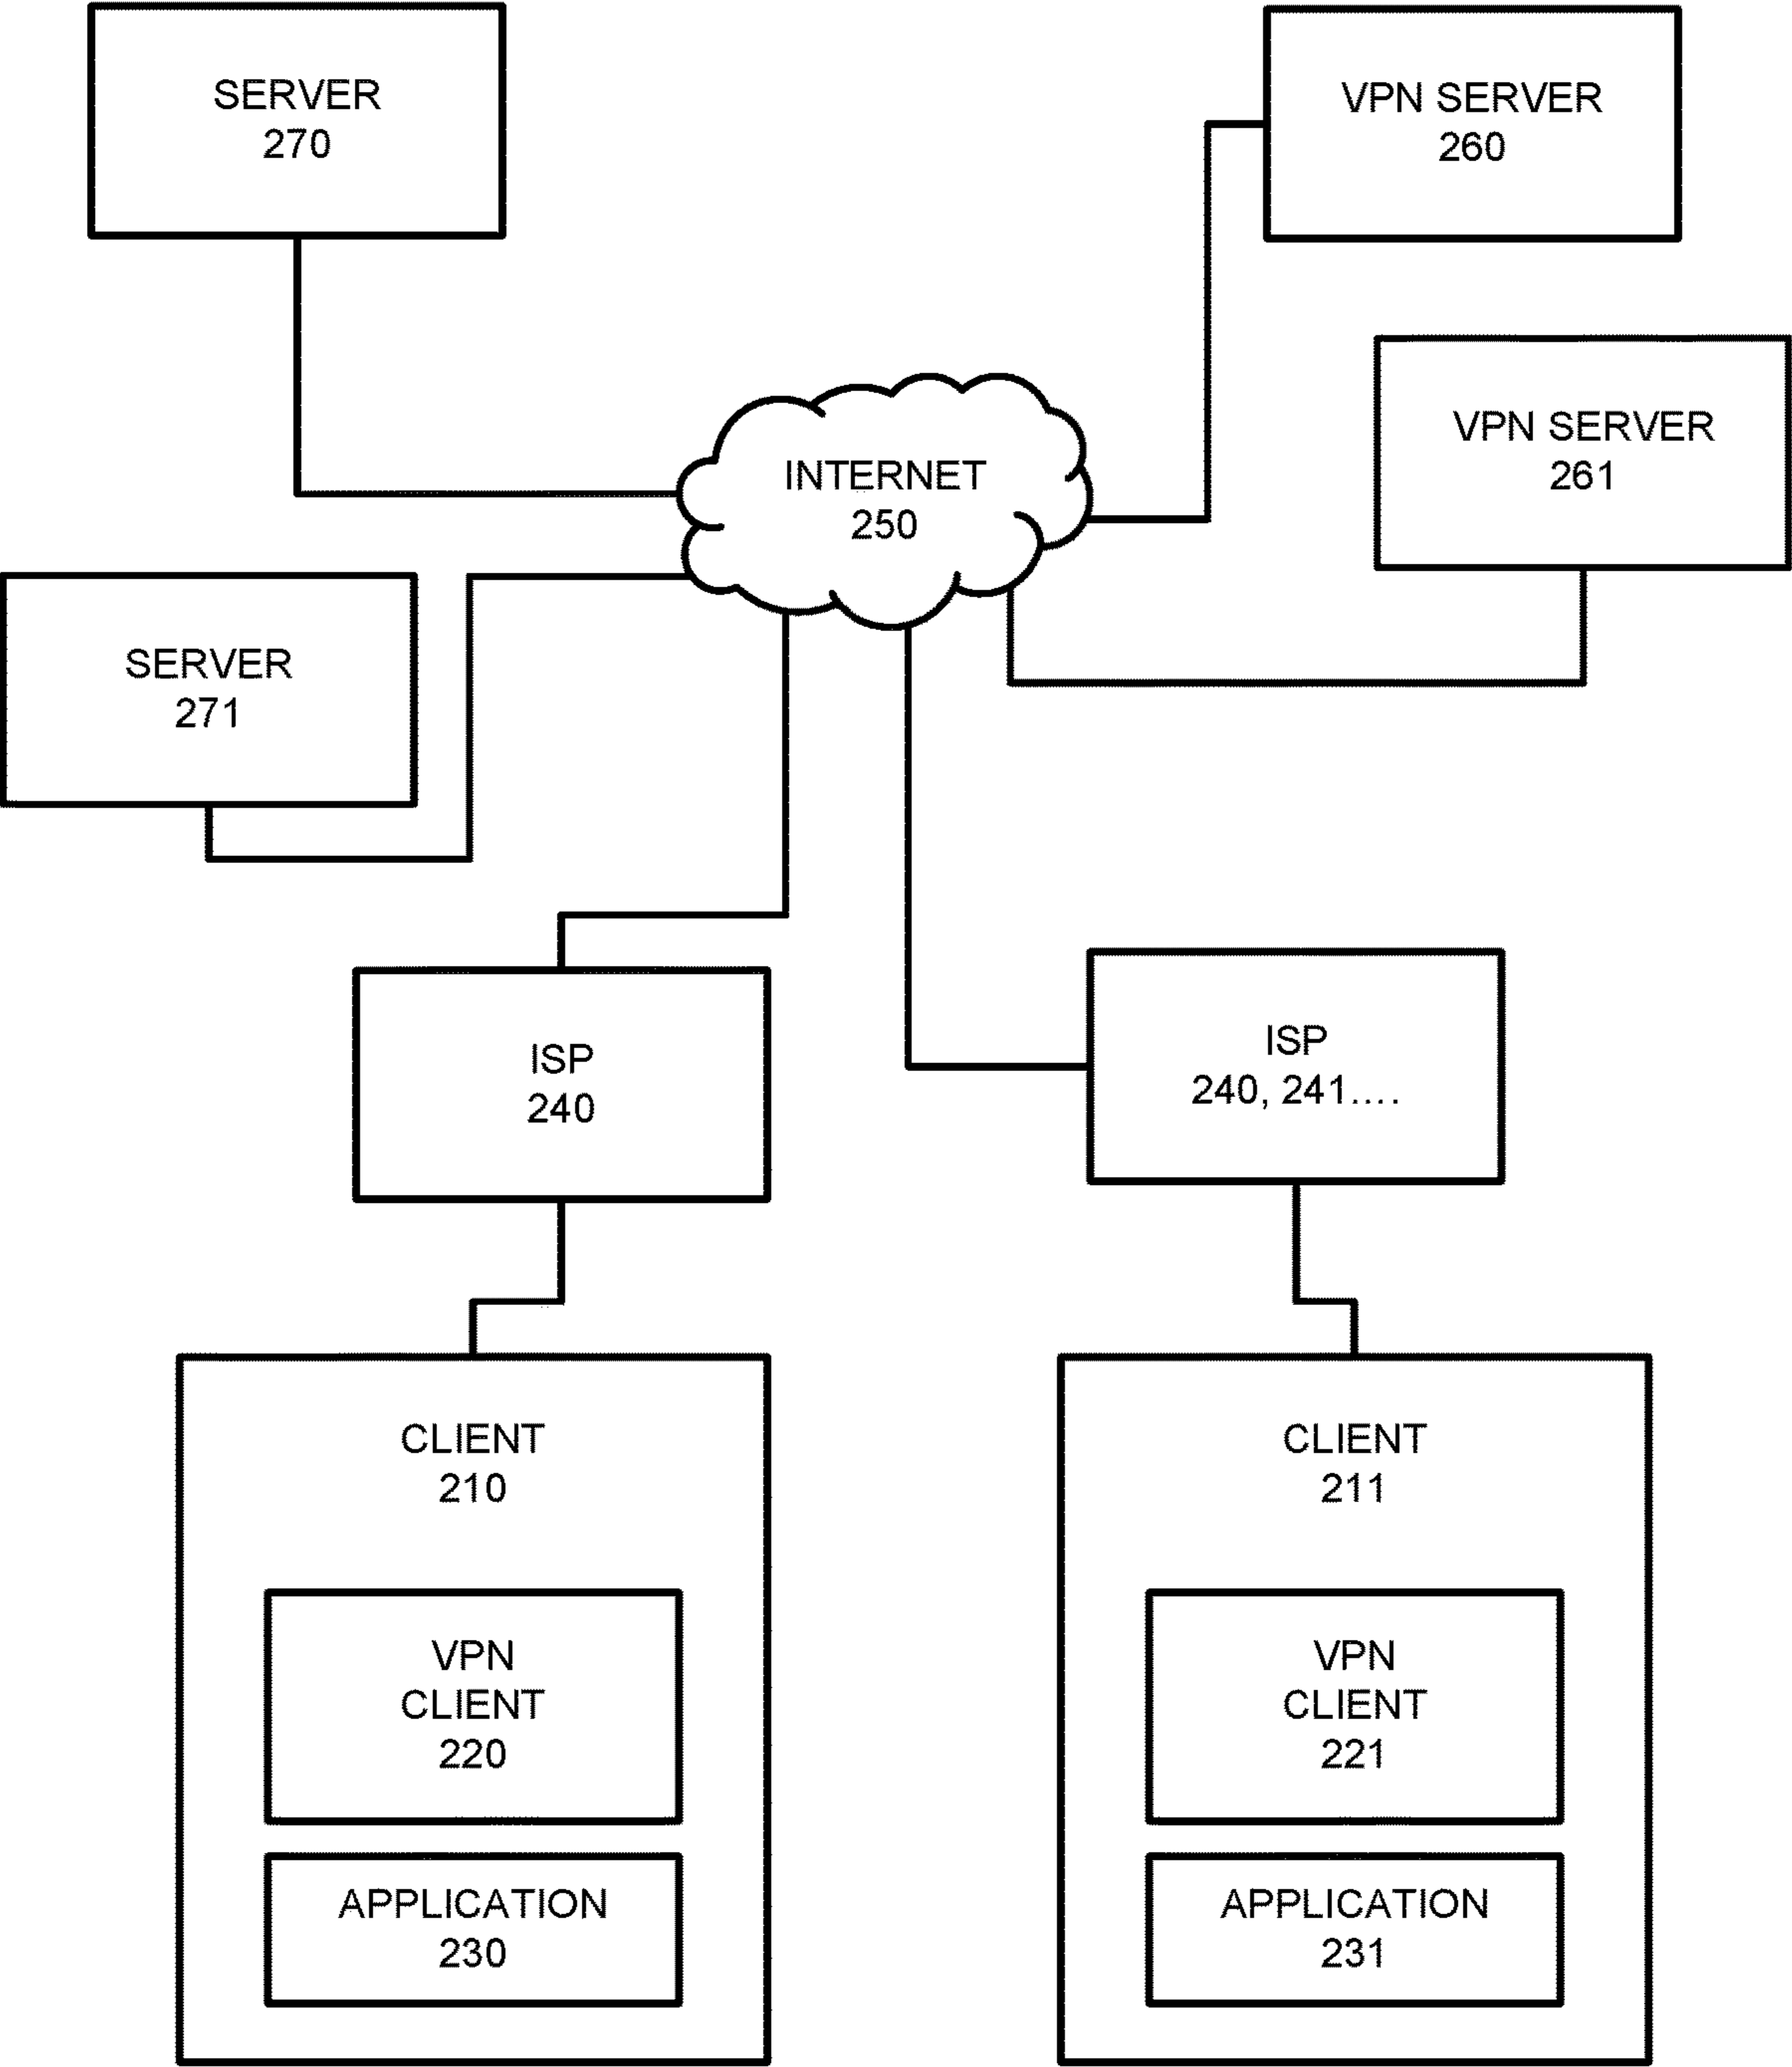 SERVER
270
VPN SERVER
260
VPN SERVER
261
INTERNET
250
SERVER
271
ISP
240
ISP
240, 241....
CLIENT
210
VPN
CLIENT
220
APPLICATION
230
CLIENT
211
VPN
CLIENT
221
APPLICATION
231